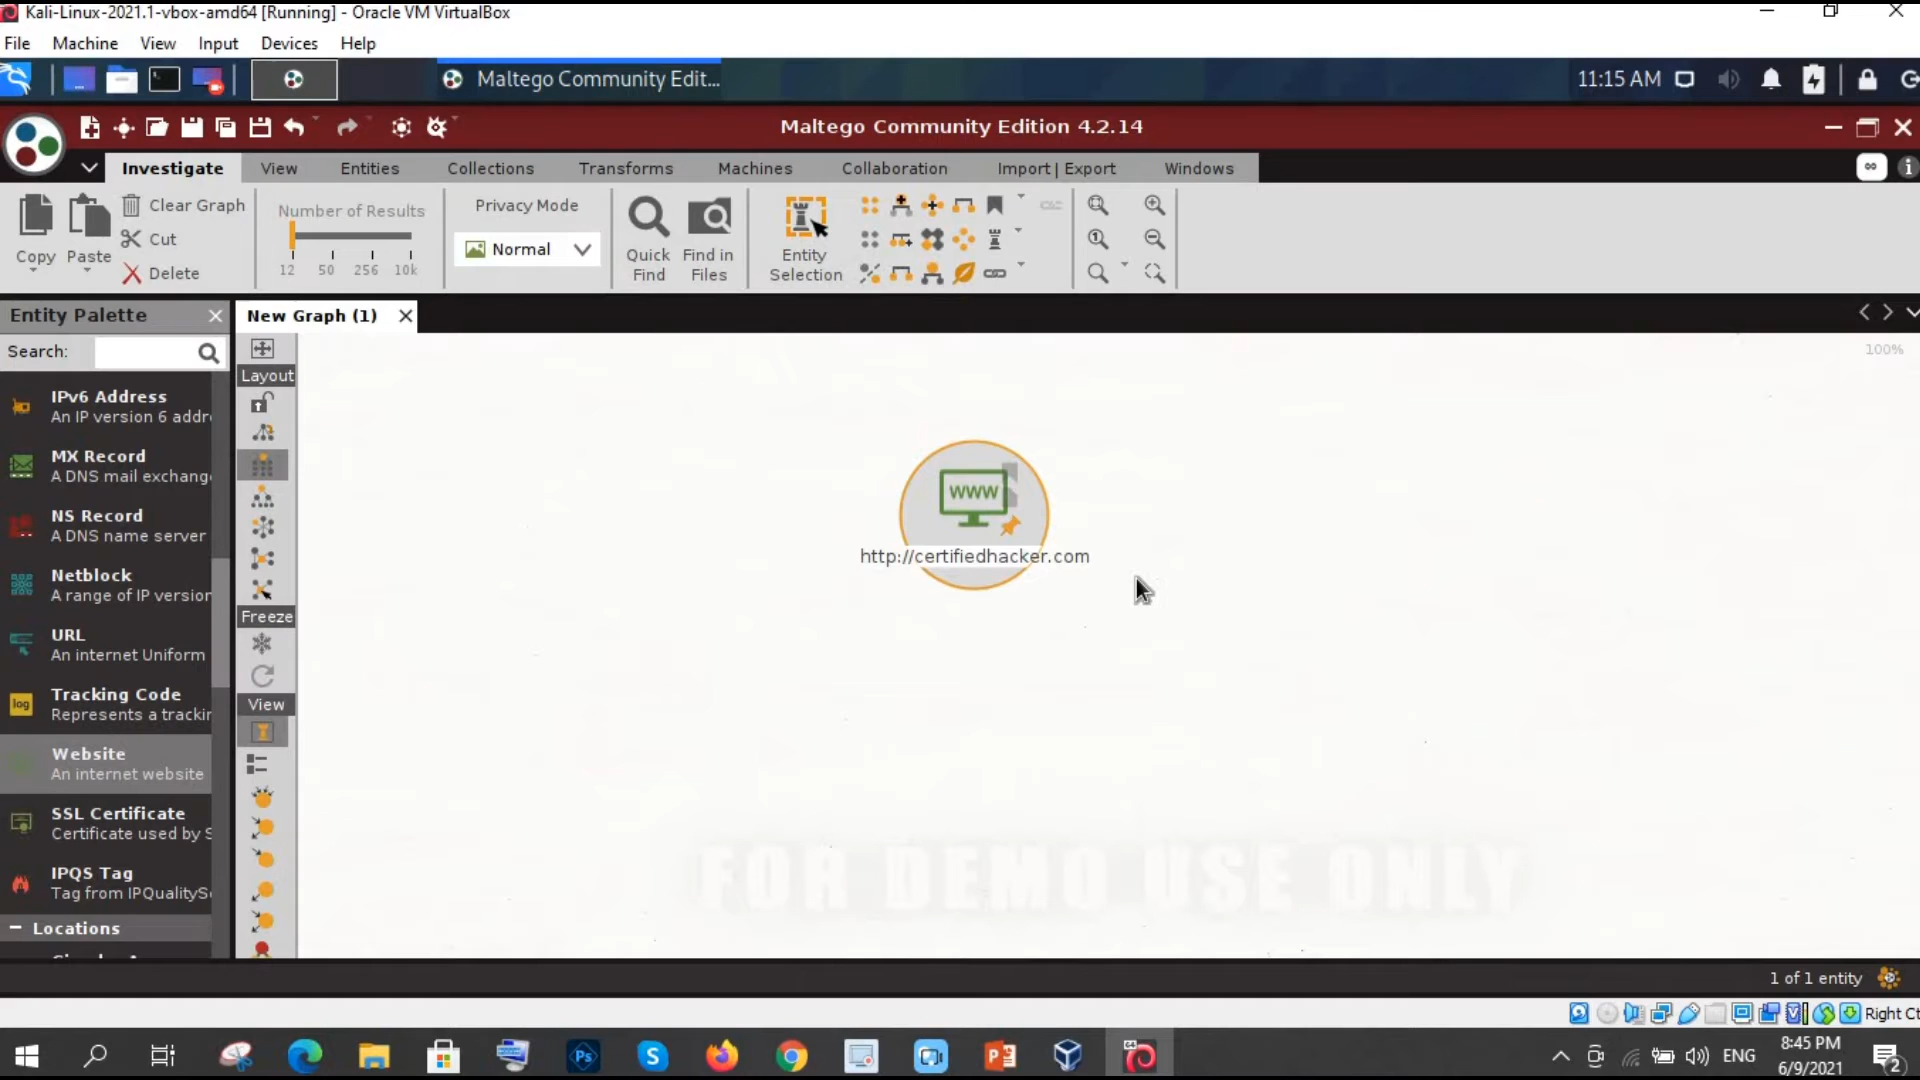 Kali-Linux-2021.1-vbox-amd64 [Running] - Oracle VM VirtualBox
File Machine View Input Devices Help
Maltego Community Edit... 11:15 AM
Maltego Community Edition 4.2.14
Investigate View Entities Collections Transforms Machines Collaboration Import | Export Windows
Copy
Paste
Clear Graph
Cut
Delete
Number of Results
12 50 256 10k
Privacy Mode
Normal
Quick Find
Find in Files
Entity Selection
Entity Palette
New Graph (1)
Search:
100%
Layout
Freeze
View
IPv6 Address
An IP version 6 addr
MX Record
A DNS mail exchang
NS Record
A DNS name server
Netblock
A range of IP version
URL
An internet Uniform
Tracking Code
Represents a trackin
log
Website
An internet website
SSL Certificate
Certificate used by S
IPQS Tag
Tag from IPQualityS
Locations
WWW
http://certifiedhacker.com
FOR DEMO USE ONLY
1 of 1 entity
Right Ct
Ps
ENG
8:45 PM
6/9/2021
2